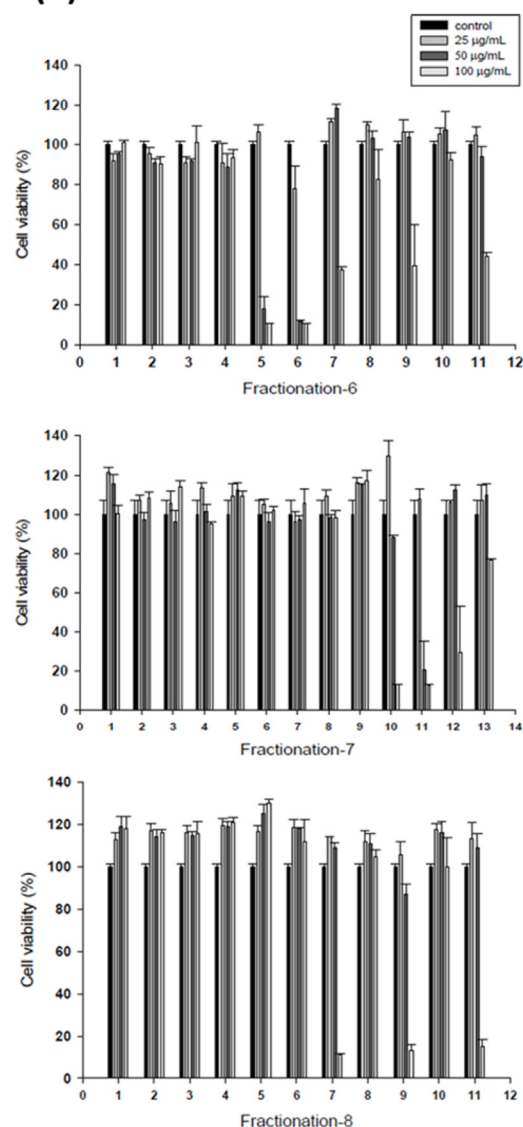 control
25 µg/mL
50 µg/mL
100 µg/mL
140
120
100
80
60
40
20
0
Cell viability (%)
0 1 2 3 4 5 6 7 8 9 10 11 12
Fractionation-6
140
120
100
80
60
40
20
0
Cell viability (%)
0 1 2 3 4 5 6 7 8 9 10 11 12 13 14
Fractionation-7
140
120
100
80
60
40
20
0
Cell viability (%)
0 1 2 3 4 5 6 7 8 9 10 11 12
Fractionation-8